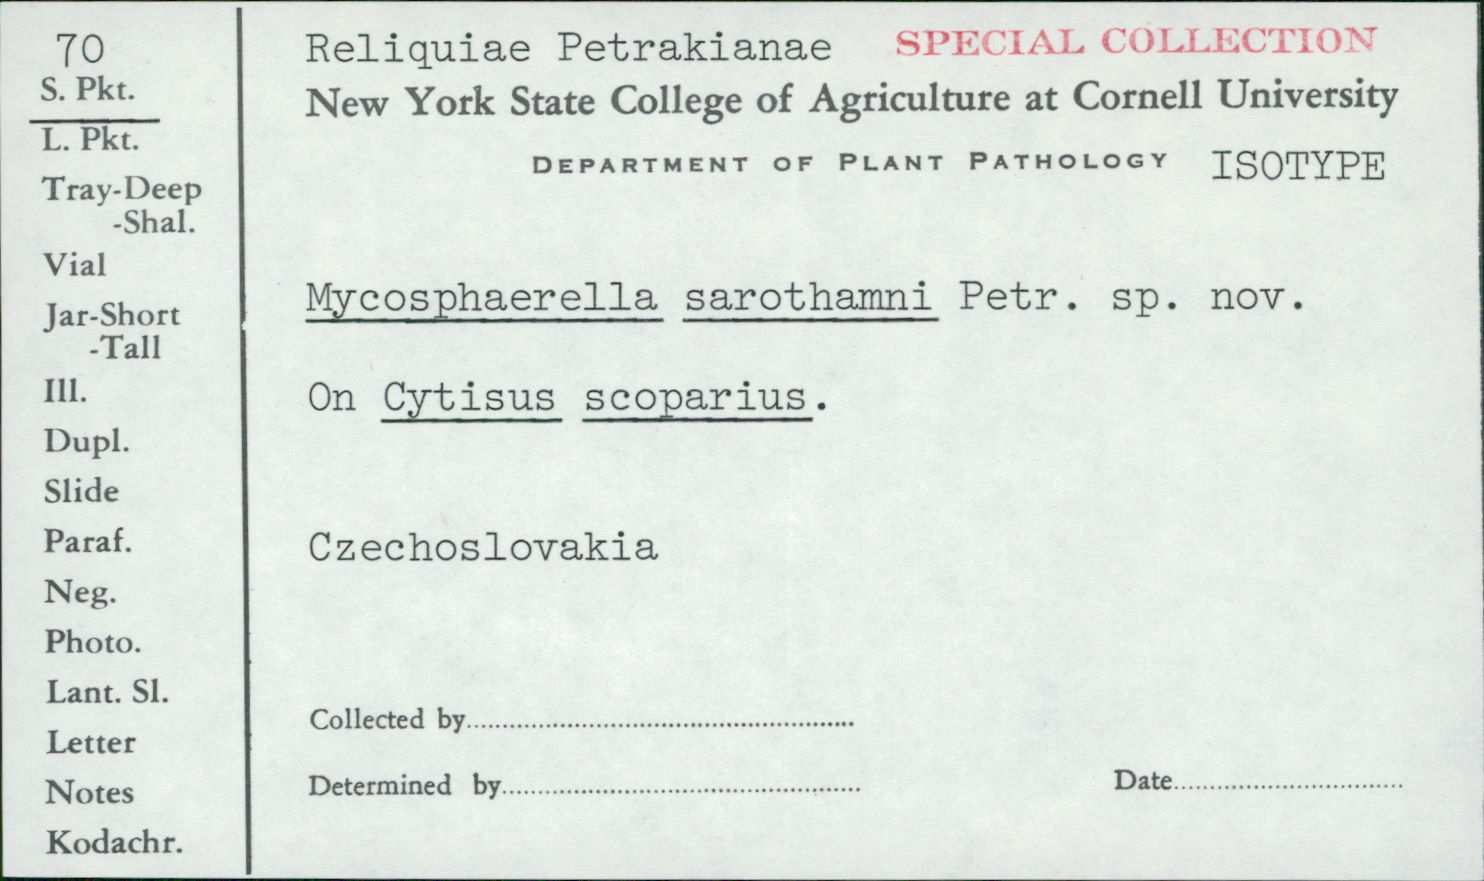 70
S. Pkt.
L. Pkt.
Tray-Deep
-Shal.
Vial
Jar-Short
-Tall
Ill.
Dupl.
Slide
Paraf.
Neg.
Photo.
Lant. Sl.
Letter
Notes
Kodachr.
Reliquiae Petrakianae SPECIAL COLLECTION
New York State College of Agriculture at Cornell University
DEPARTMENT OF PLANT PATHOLOGY ISOTYPE
Mycosphaerella sarothamni Petr. sp. nov.
On Cytisus scoparius.
Czechoslovakia
Collected by
Determined by Date